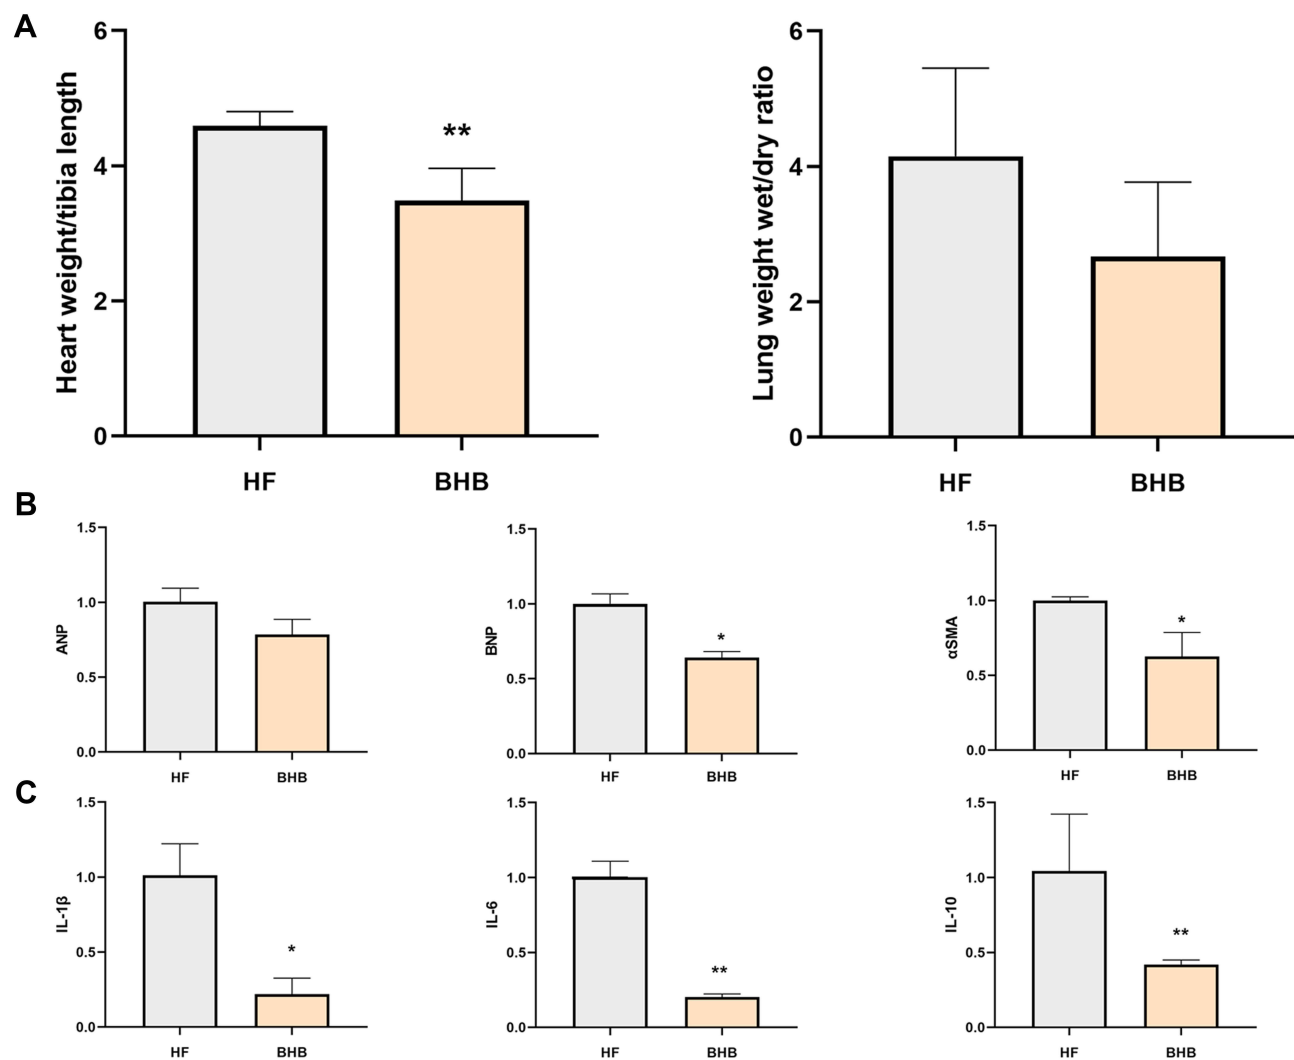 A
Heart weight/tibia length
6
4
2
0
**
HF
BHB
Lung weight wet/dry ratio
6
4
2
0
HF
BHB
B
ANP
1.5
1.0
0.5
0.0
HF
BHB
BNP
1.5
1.0
0.5
0.0
*
HF
BHB
αSMA
1.5
1.0
0.5
0.0
*
HF
BHB
C
IL-1β
1.5
1.0
0.5
0.0
*
HF
BHB
IL-6
1.5
1.0
0.5
0.0
**
HF
BHB
IL-10
1.5
1.0
0.5
0.0
**
HF
BHB